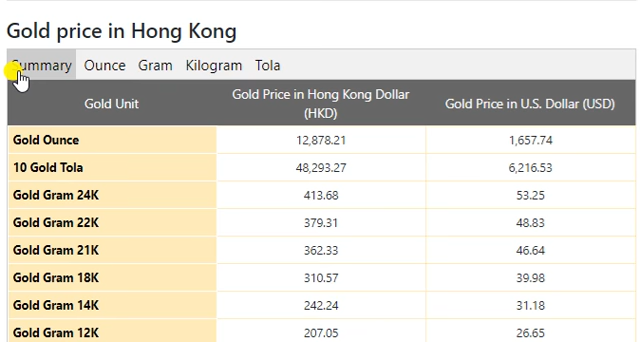 Gold price in Hong Kong
Summary Ounce Gram Kilogram Tola
Gold Unit Gold Price in Hong Kong Dollar (HKD) Gold Price in U.S. Dollar (USD)
Gold Ounce 12,878.21 1,657.74
10 Gold Tola 48,293.27 6,216.53
Gold Gram 24K 413.68 53.25
Gold Gram 22K 379.31 48.83
Gold Gram 21K 362.33 46.64
Gold Gram 18K 310.57 39.98
Gold Gram 14K 242.24 31.18
Gold Gram 12K 207.05 26.65